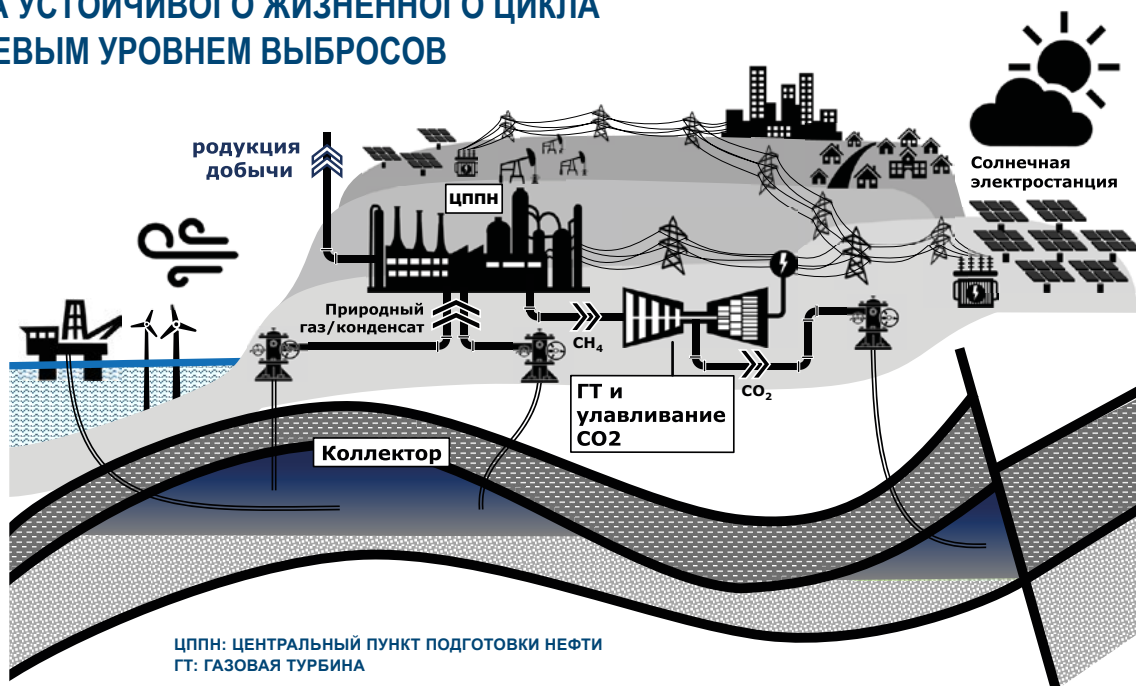 А УСТОЙЧИВОГО ЖИЗНЕННОГО ЦИКЛА
ЕВЫМ УРОВНЕМ ВЫБРОСОВ
родукция
добычи
ЦППН
Солнечная
электростанция
Природный
газ/конденсат
CH₄
CO₂
ГТ и
улавливание
CO2
Коллектор
ЦППН: ЦЕНТРАЛЬНЫЙ ПУНКТ ПОДГОТОВКИ НЕФТИ
ГТ: ГАЗОВАЯ ТУРБИНА